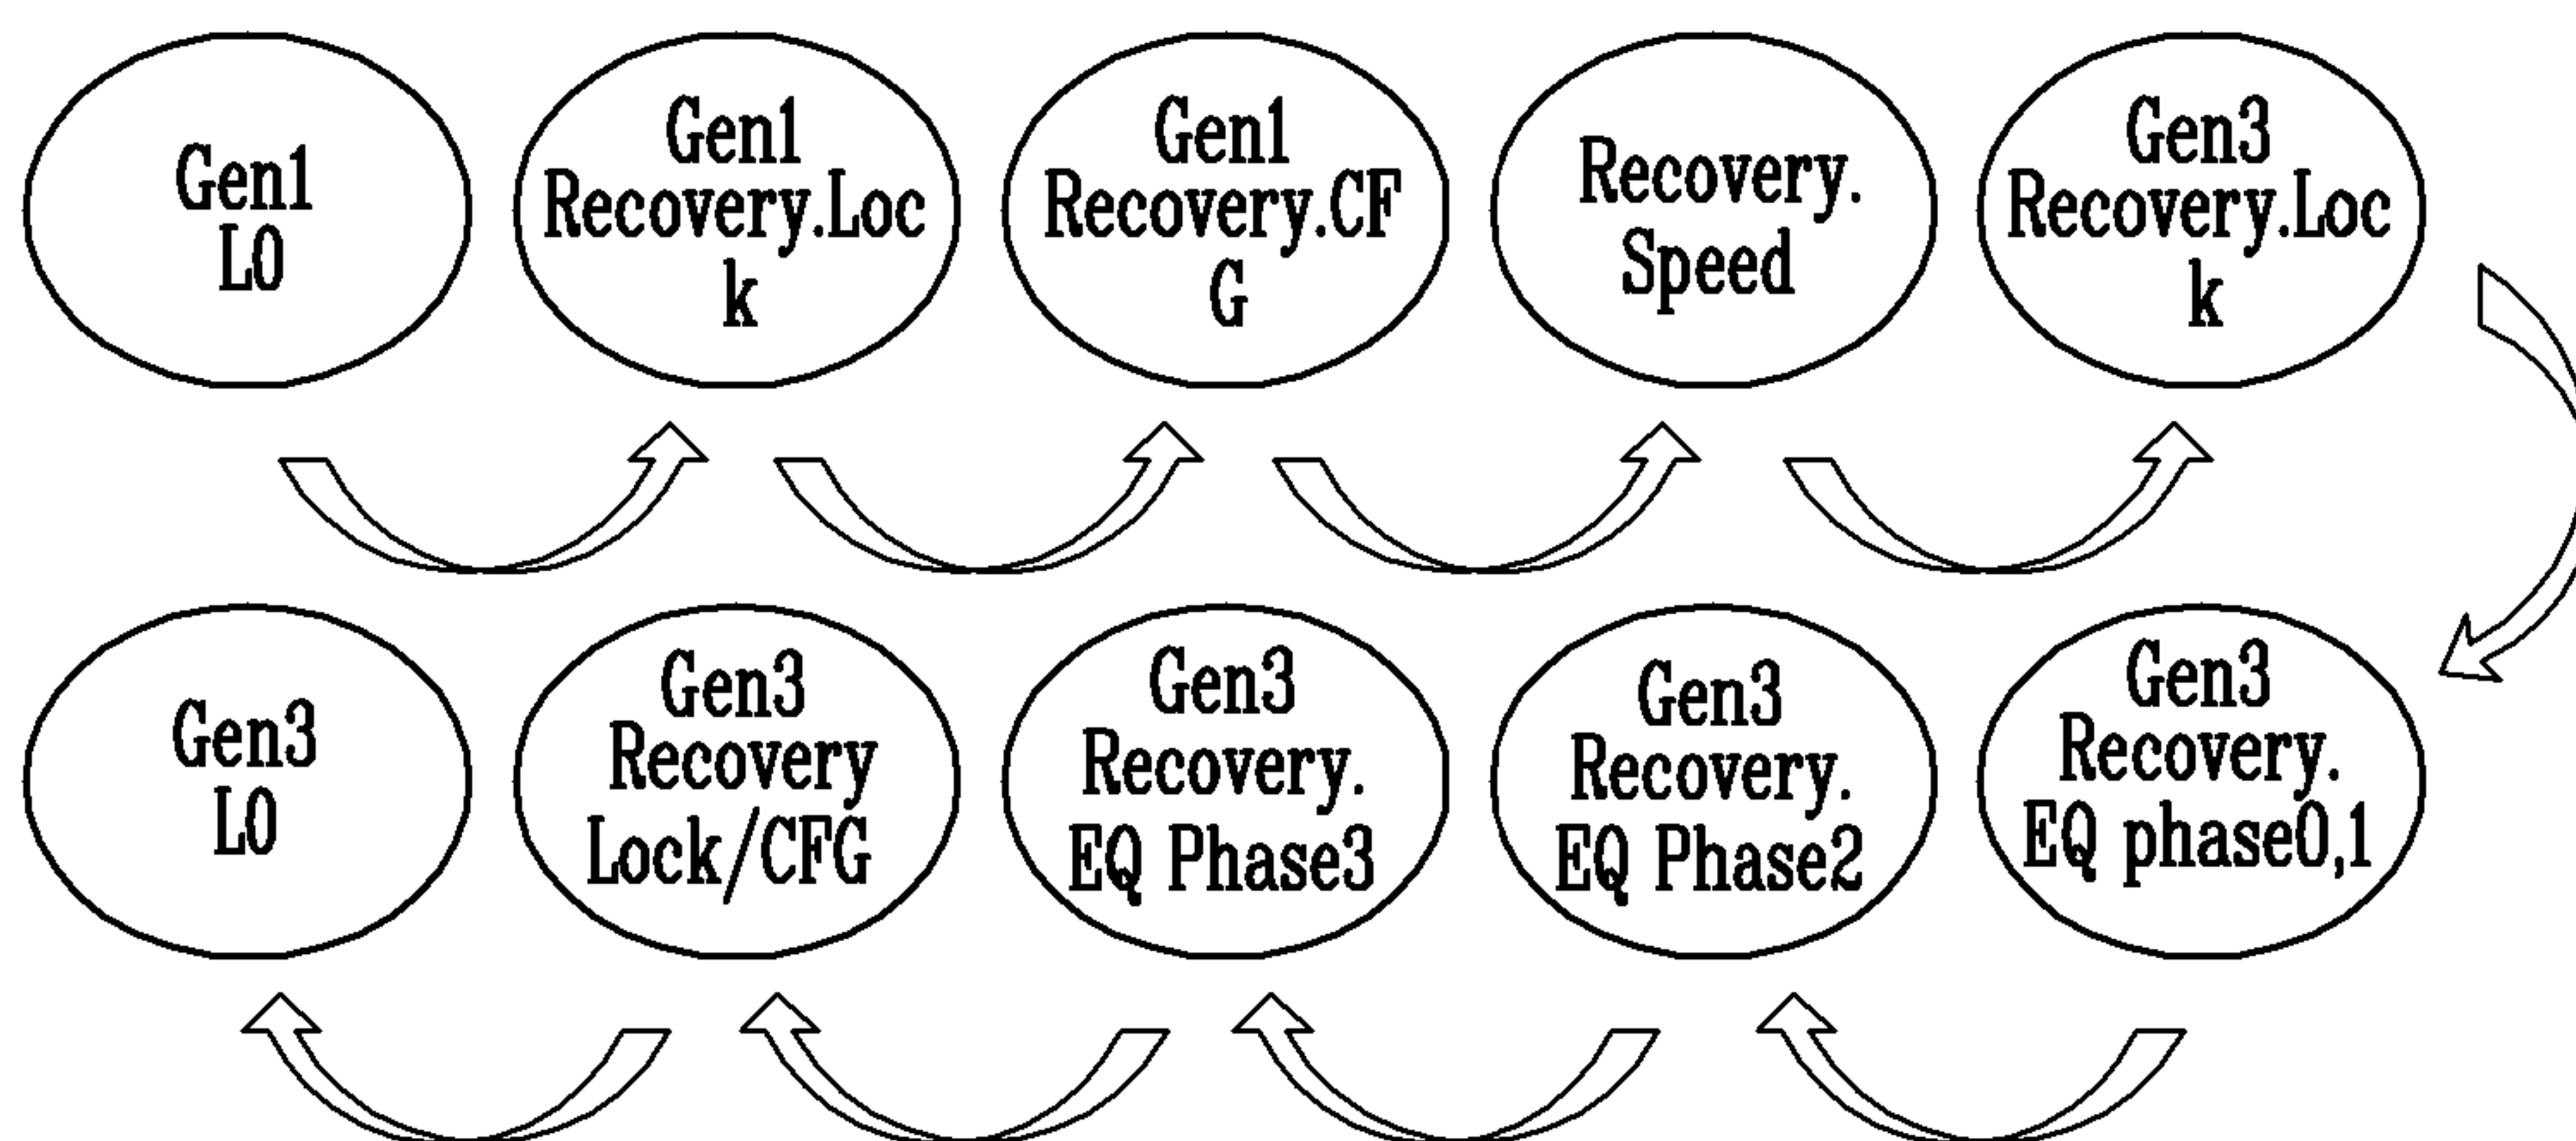 Gen1
L0
Gen1
Recovery.Loc
k
Gen1
Recovery.CF
G
Recovery.
Speed
Gen3
Recovery.Loc
k
Gen3
L0
Gen3
Recovery
Lock/CFG
Gen3
Recovery.
EQ Phase3
Gen3
Recovery.
EQ Phase2
Gen3
Recovery.
EQ phase0,1